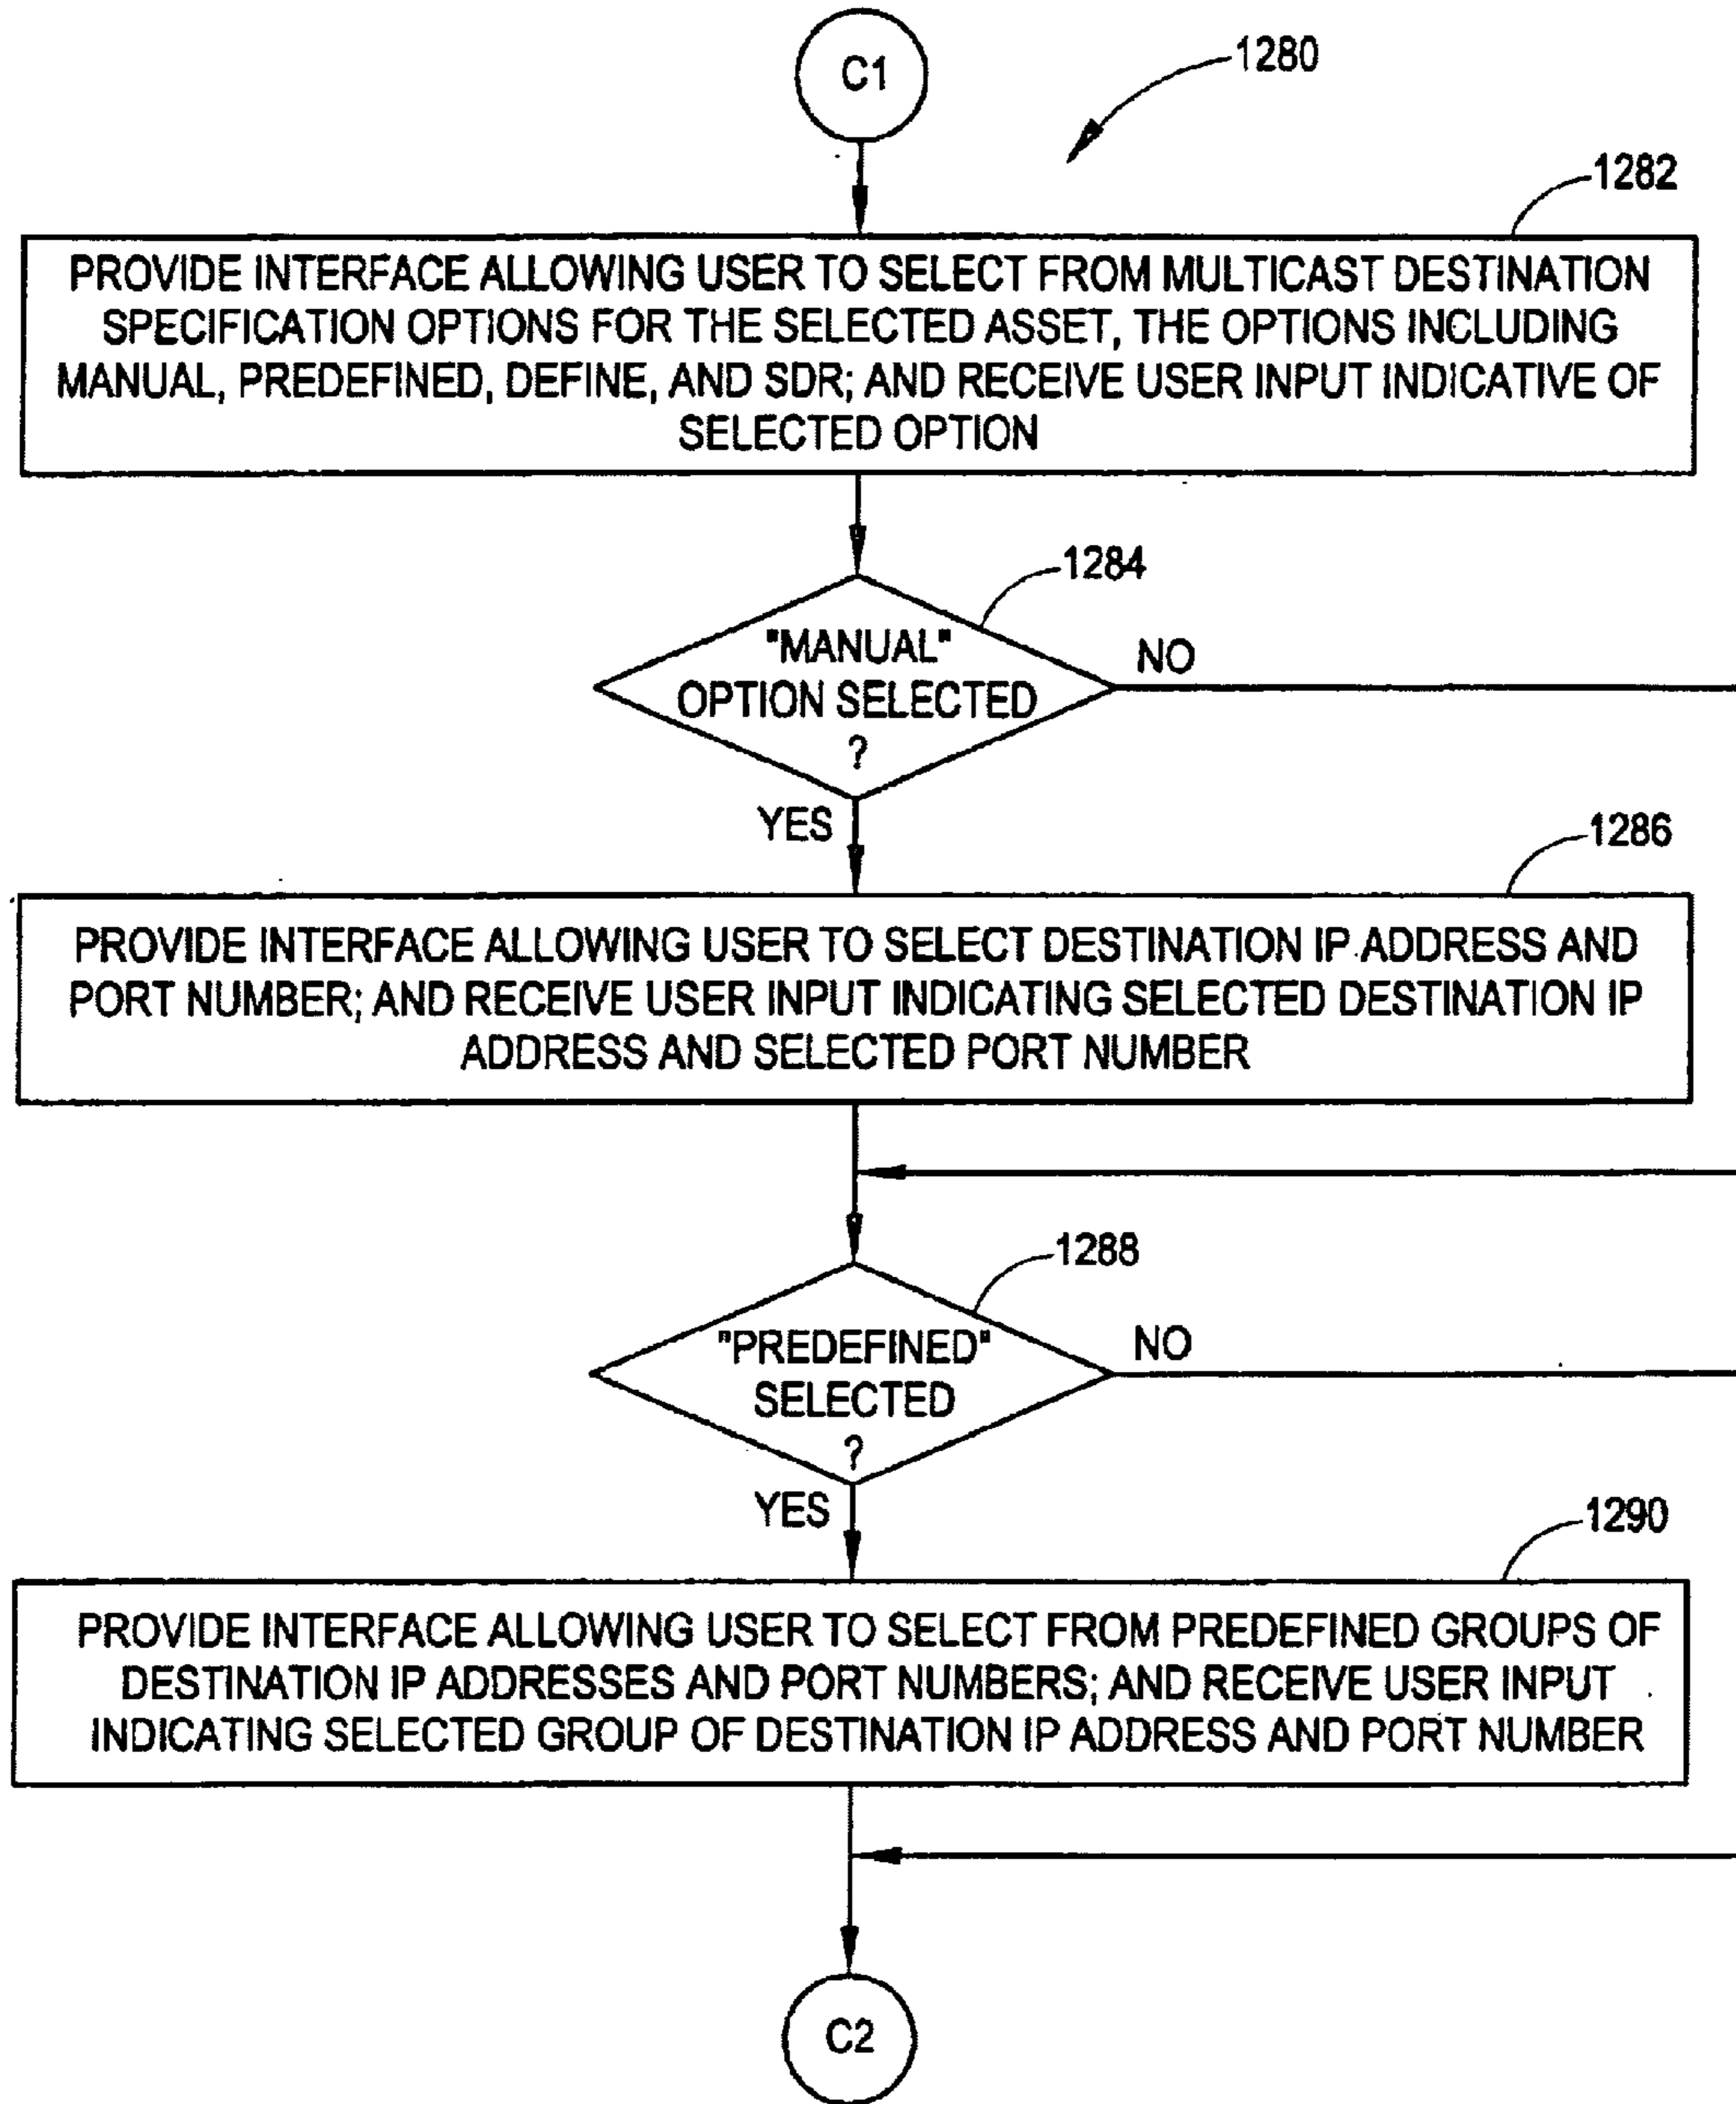 C1
1280
1282
PROVIDE INTERFACE ALLOWING USER TO SELECT FROM MULTICAST DESTINATION
SPECIFICATION OPTIONS FOR THE SELECTED ASSET, THE OPTIONS INCLUDING
MANUAL, PREDEFINED, DEFINE, AND SDR; AND RECEIVE USER INPUT INDICATIVE OF
SELECTED OPTION
1284
"MANUAL"
OPTION SELECTED
?
NO
YES
1286
PROVIDE INTERFACE ALLOWING USER TO SELECT DESTINATION IP ADDRESS AND
PORT NUMBER; AND RECEIVE USER INPUT INDICATING SELECTED DESTINATION IP
ADDRESS AND SELECTED PORT NUMBER
1288
"PREDEFINED"
SELECTED
?
NO
YES
1290
PROVIDE INTERFACE ALLOWING USER TO SELECT FROM PREDEFINED GROUPS OF
DESTINATION IP ADDRESSES AND PORT NUMBERS; AND RECEIVE USER INPUT
INDICATING SELECTED GROUP OF DESTINATION IP ADDRESS AND PORT NUMBER
C2